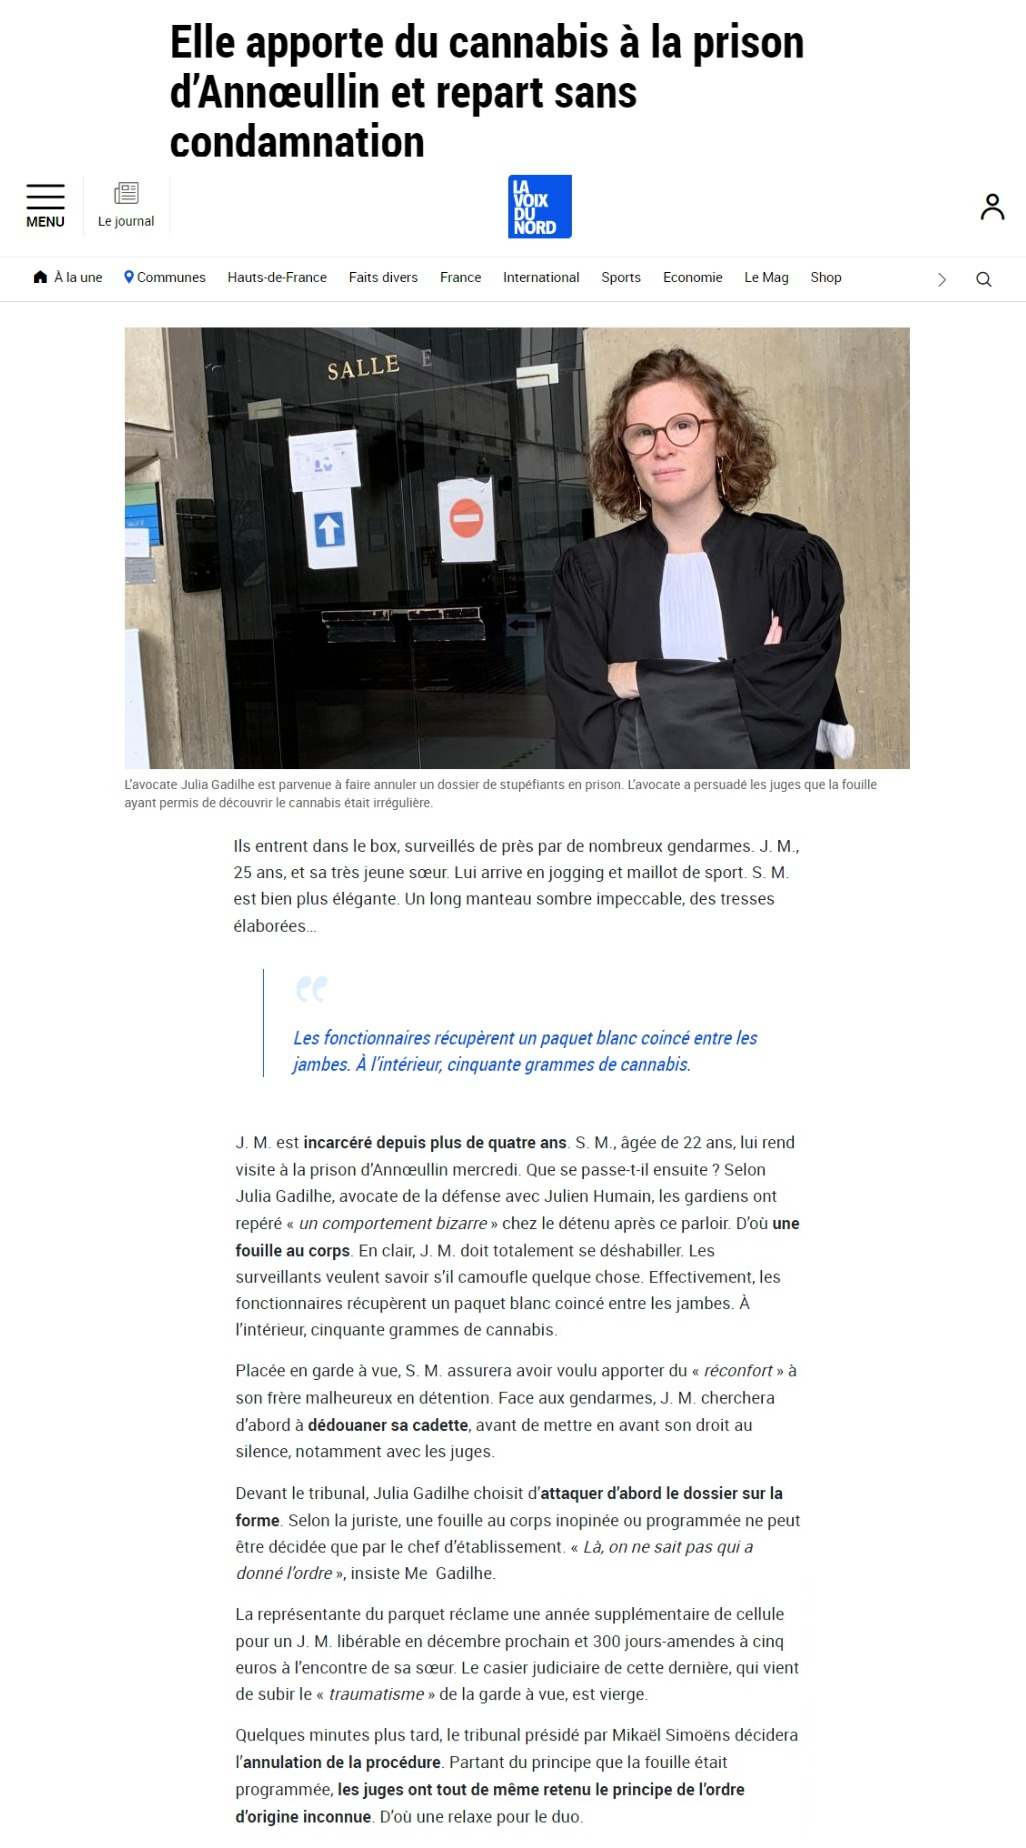 Elle apporte du cannabis à la prison
d’Annœullin et repart sans
condamnation
MENU
Le journal
LA
VOIX
DU
NORD
À la une
Communes
Hauts-de-France
Faits divers
France
International
Sports
Economie
Le Mag
Shop
SALLE E
L’avocate Julia Gadilhe est parvenue à faire annuler un dossier de stupéfiants en prison. L’avocate a persuadé les juges que la fouille
ayant permis de découvrir le cannabis était irrégulière.
Ils entrent dans le box, surveillés de près par de nombreux gendarmes. J. M.,
25 ans, et sa très jeune sœur. Lui arrive en jogging et maillot de sport. S. M.
est bien plus élégante. Un long manteau sombre impeccable, des tresses
élaborées…
“
Les fonctionnaires récupèrent un paquet blanc coincé entre les
jambes. À l’intérieur, cinquante grammes de cannabis.
J. M. est incarcéré depuis plus de quatre ans. S. M., âgée de 22 ans, lui rend
visite à la prison d’Annœullin mercredi. Que se passe-t-il ensuite ? Selon
Julia Gadilhe, avocate de la défense avec Julien Humain, les gardiens ont
repéré « un comportement bizarre » chez le détenu après ce parloir. D’où une
fouille au corps. En clair, J. M. doit totalement se déshabiller. Les
surveillants veulent savoir s’il camoufle quelque chose. Effectivement, les
fonctionnaires récupèrent un paquet blanc coincé entre les jambes. À
l’intérieur, cinquante grammes de cannabis.
Placée en garde à vue, S. M. assurera avoir voulu apporter du « réconfort » à
son frère malheureux en détention. Face aux gendarmes, J. M. cherchera
d’abord à dédouaner sa cadette, avant de mettre en avant son droit au
silence, notamment avec les juges.
Devant le tribunal, Julia Gadilhe choisit d’attaquer d’abord le dossier sur la
forme. Selon la juriste, une fouille au corps inopinée ou programmée ne peut
être décidée que par le chef d’établissement. « Là, on ne sait pas qui a
donné l’ordre », insiste Me Gadilhe.
La représentante du parquet réclame une année supplémentaire de cellule
pour un J. M. libérable en décembre prochain et 300 jours-amendes à cinq
euros à l’encontre de sa sœur. Le casier judiciaire de cette dernière, qui vient
de subir le « traumatisme » de la garde à vue, est vierge.
Quelques minutes plus tard, le tribunal présidé par Mikaël Simoëns décidera
l’annulation de la procédure. Partant du principe que la fouille était
programmée, les juges ont tout de même retenu le principe de l’ordre
d’origine inconnue. D’où une relaxe pour le duo.